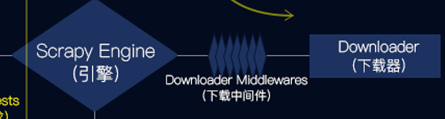 Scrapy Engine
(引擎)
Downloader Middlewares
(下载中间件)
Downloader
(下载器)